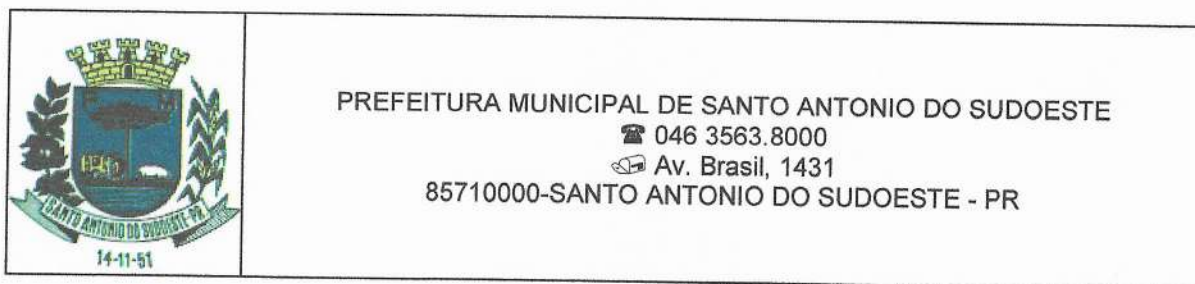 P M
SANTO ANTONIO DO SUDOESTE-PR
14-11-51
PREFEITURA MUNICIPAL DE SANTO ANTONIO DO SUDOESTE
☎ 046 3563.8000
Av. Brasil, 1431
85710000-SANTO ANTONIO DO SUDOESTE - PR